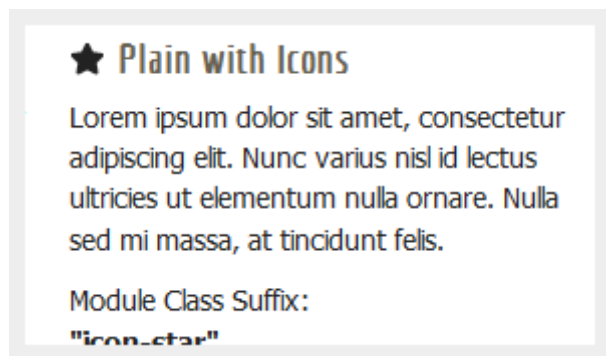 Plain with Icons
Lorem ipsum dolor sit amet, consectetur
adipiscing elit. Nunc varius nisl id lectus
ultricies ut elementum nulla ornare. Nulla
sed mi massa, at tincidunt felis.
Module Class Suffix:
"icon-star"